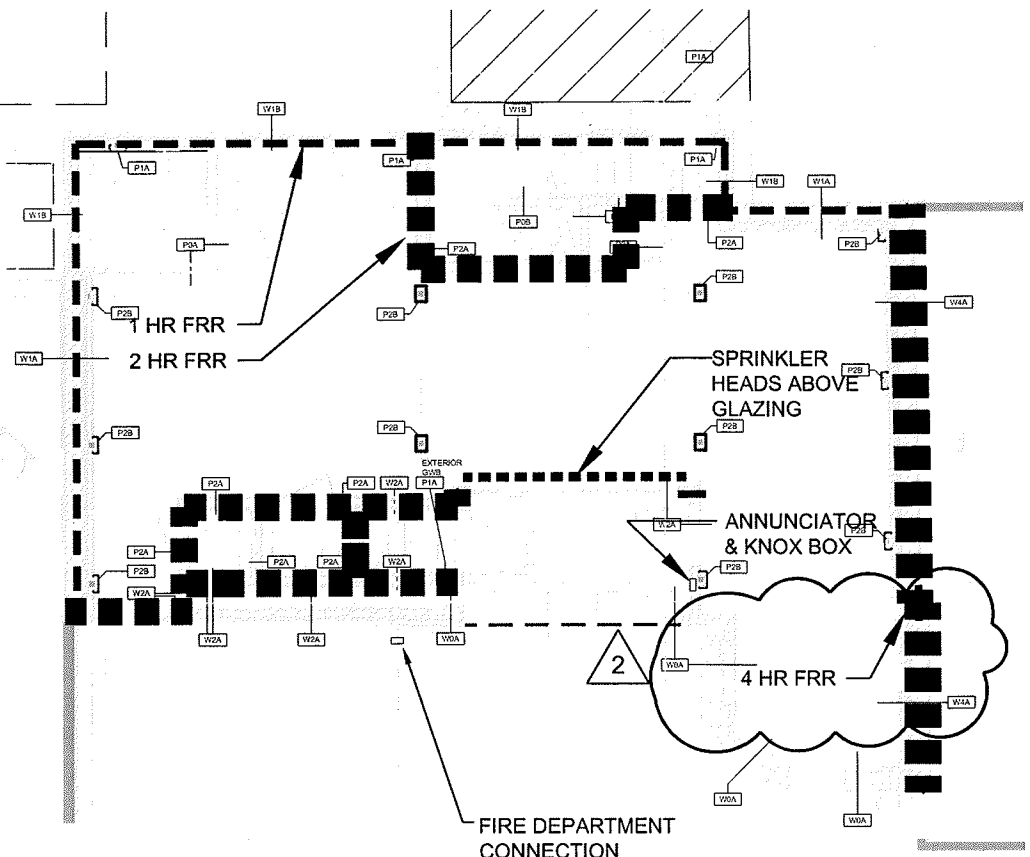 P1A
W1B
W1B
P1A
P1A
P1A
W1B
W1A
W1B
P0B
P0A
P2A
P2A
P2B
P2B
W4A
P2B
P2B
1 HR FRR
2 HR FRR
W1A
SPRINKLER
HEADS ABOVE
GLAZING
P2B
P2B
P2B
P2B
EXTERIOR
GWB
P2A
P2A
W2A
P1A
W2A
ANNUNCIATOR
& KNOX BOX
P2B
P2A
P2A
P2A
W2A
P2B
P2B
W2A
W2A
W2A
W0A
2
W0A
4 HR FRR
W4A
W0A
W0A
FIRE DEPARTMENT
CONNECTION